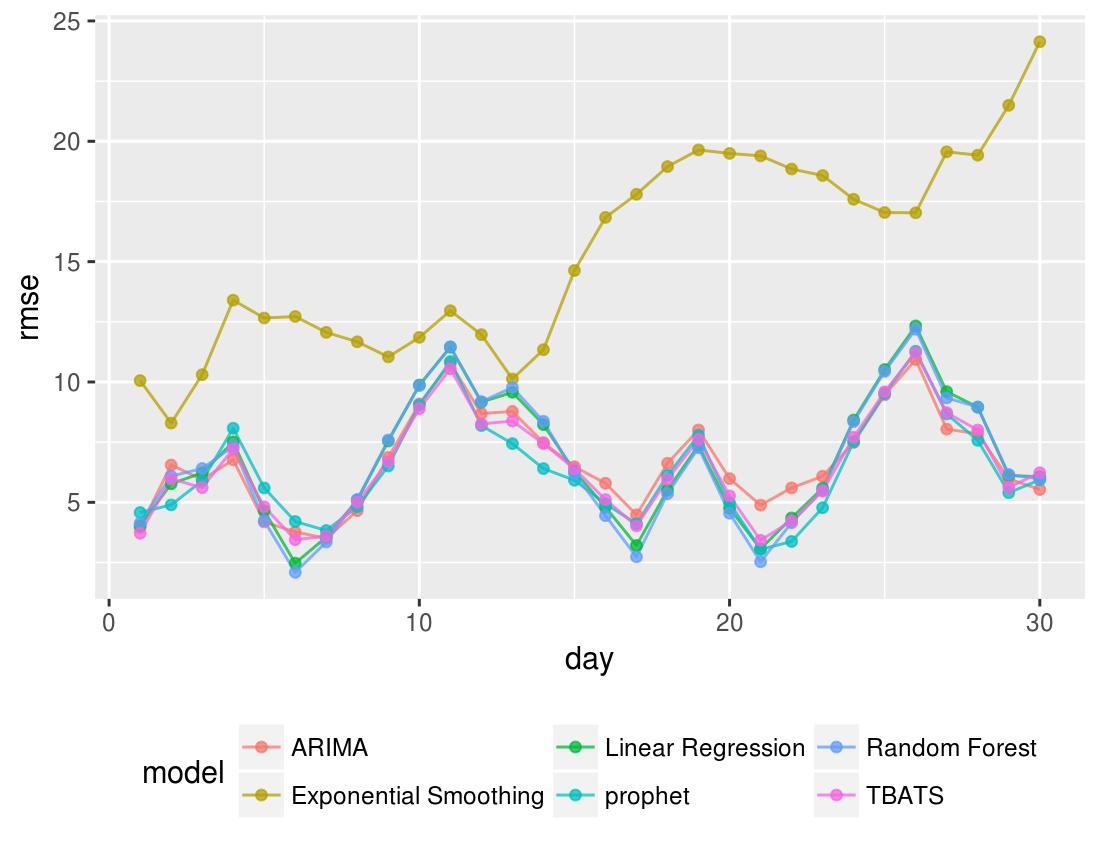 25
20
15
10
5
rmse
0 10 20 30
day
model
ARIMA Linear Regression Random Forest
Exponential Smoothing prophet TBATS